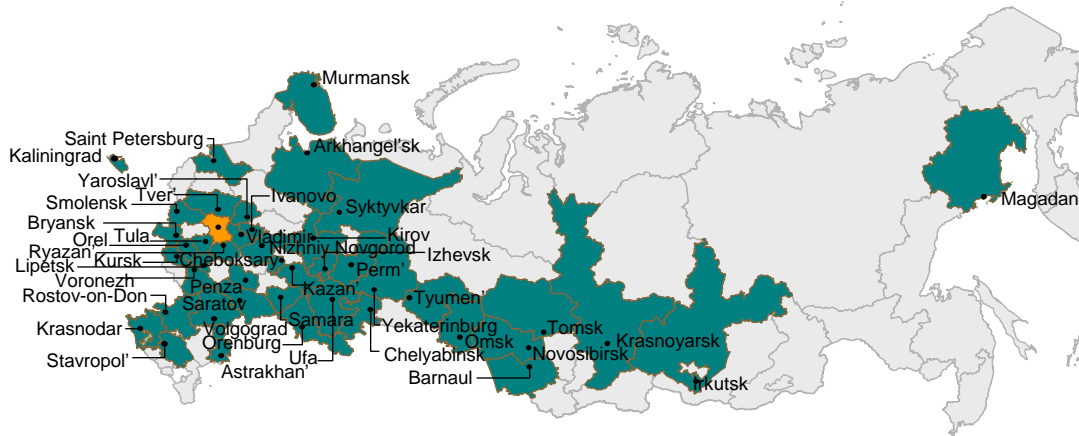 Murmansk
Saint Petersburg
Arkhangel'sk
Kaliningrad
Yaroslavl'
Tver'
Ivanovo
Smolensk
Syktyvkar
Magadan
Bryansk
Orel
Tula
Vladimir
Kirov
Ryazan'
Nizhniy Novgorod
Izhevsk
Lipetsk
Kursk
Cheboksary
Perm'
Voronezh
Penza
Kazan'
Rostov-on-Don
Saratov
Tyumen'
Krasnodar
Volgograd
Samara
Yekaterinburg
Tomsk
Orenburg
Omsk
Krasnoyarsk
Stavropol'
Ufa
Chelyabinsk
Novosibirsk
Astrakhan'
Barnaul
Irkutsk